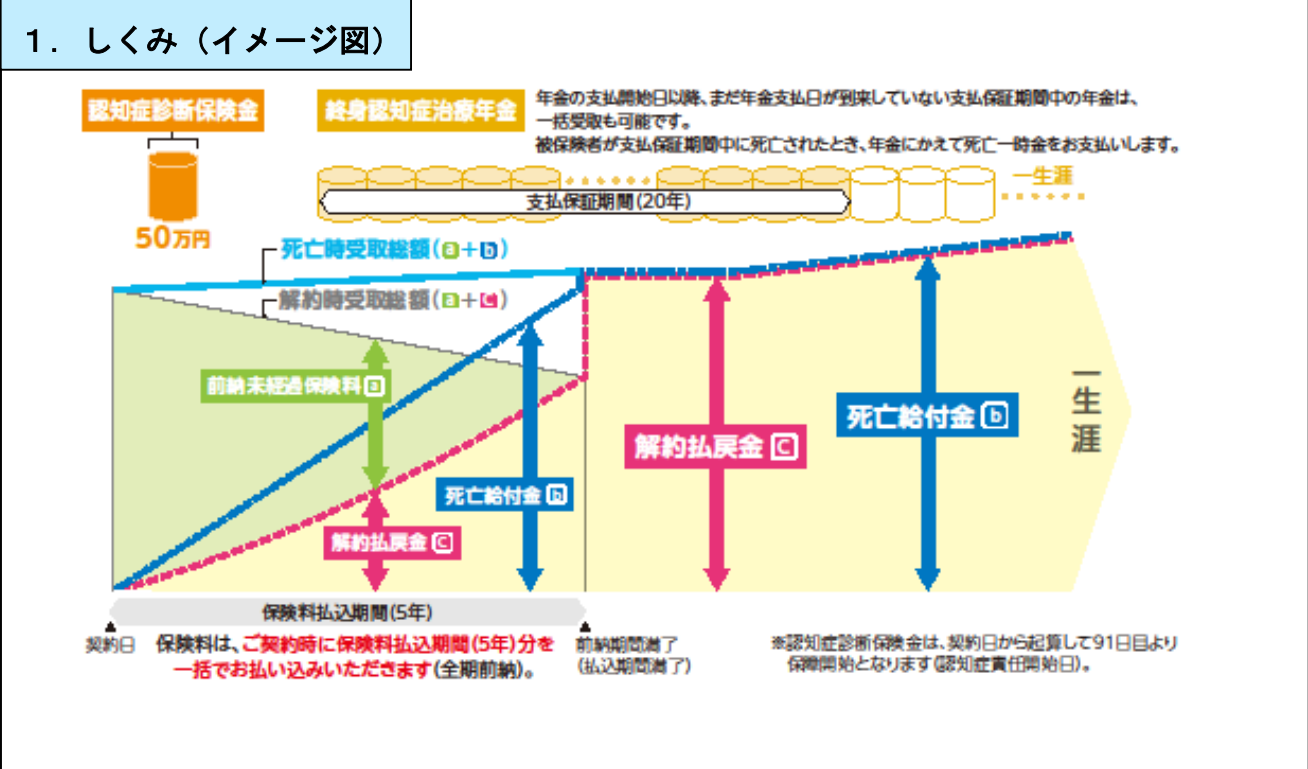 １．しくみ（イメージ図）
認知症診断保険金
50万円
終身認知症治療年金
年金の支払開始日以降、まだ年金支払日が到来していない支払保証期間中の年金は、
一括受取も可能です。
被保険者が支払保証期間中に死亡されたとき、年金にかえて死亡一時金をお支払いします。
一生涯
支払保証期間(20年)
死亡時受取総額(a+b)
解約時受取総額(a+c)
前納未経過保険料a
死亡給付金b
解約払戻金c
解約払戻金c
死亡給付金b
一生涯
保険料払込期間(5年)
契約日
保険料は、ご契約時に保険料払込期間(5年)分を
一括でお払い込みいただきます(全期前納)。
前納期間満了
(払込期間満了)
※認知症診断保険金は、契約日から起算して91日目より
保障開始となります(認知症責任開始日)。